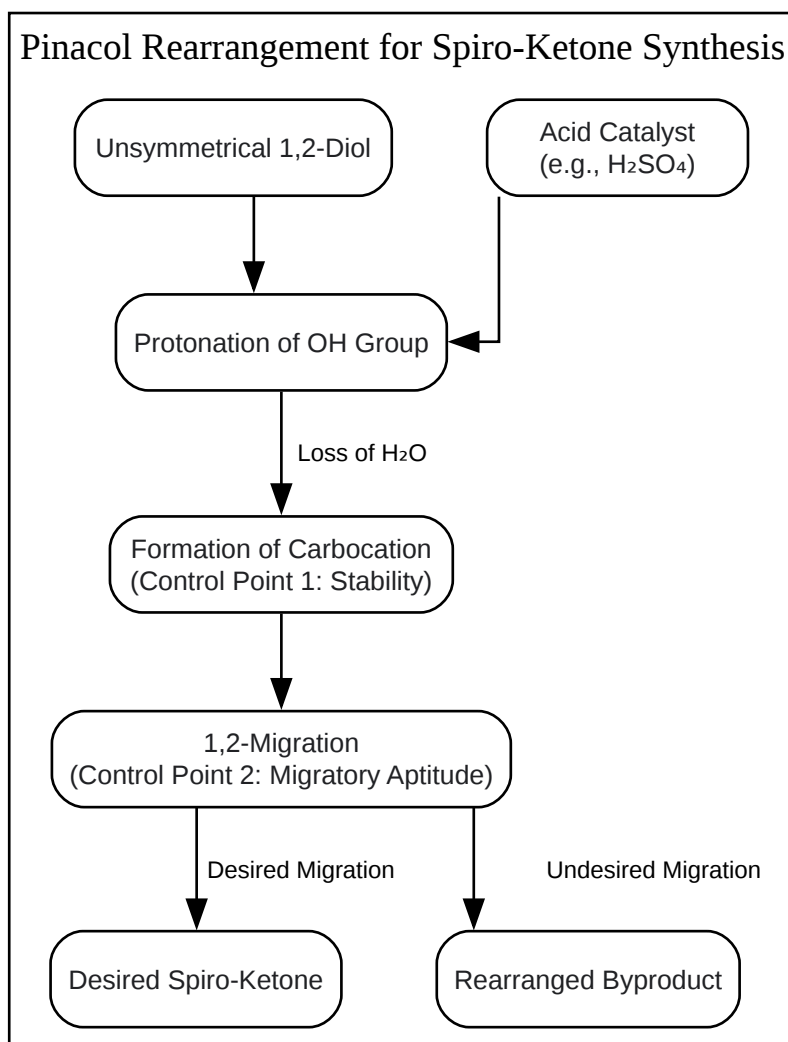 Pinacol Rearrangement for Spiro-Ketone Synthesis
Unsymmetrical 1,2-Diol
Acid Catalyst
(e.g., H₂SO₄)
Protonation of OH Group
Loss of H₂O
Formation of Carbocation
(Control Point 1: Stability)
1,2-Migration
(Control Point 2: Migratory Aptitude)
Desired Migration
Undesired Migration
Desired Spiro-Ketone
Rearranged Byproduct